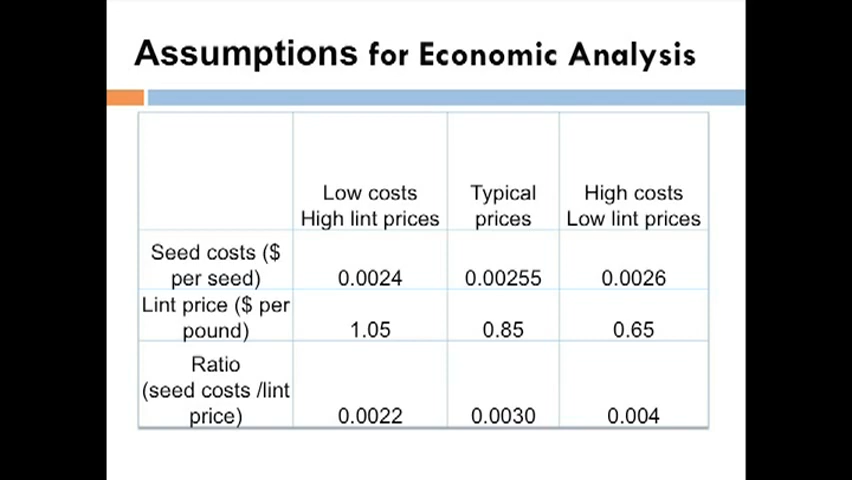 Assumptions for Economic Analysis
Low costs
High lint prices
Typical
prices
High costs
Low lint prices
Seed costs ($
per seed)
0.0024
0.00255
0.0026
Lint price ($ per
pound)
1.05
0.85
0.65
Ratio
(seed costs /lint
price)
0.0022
0.0030
0.004